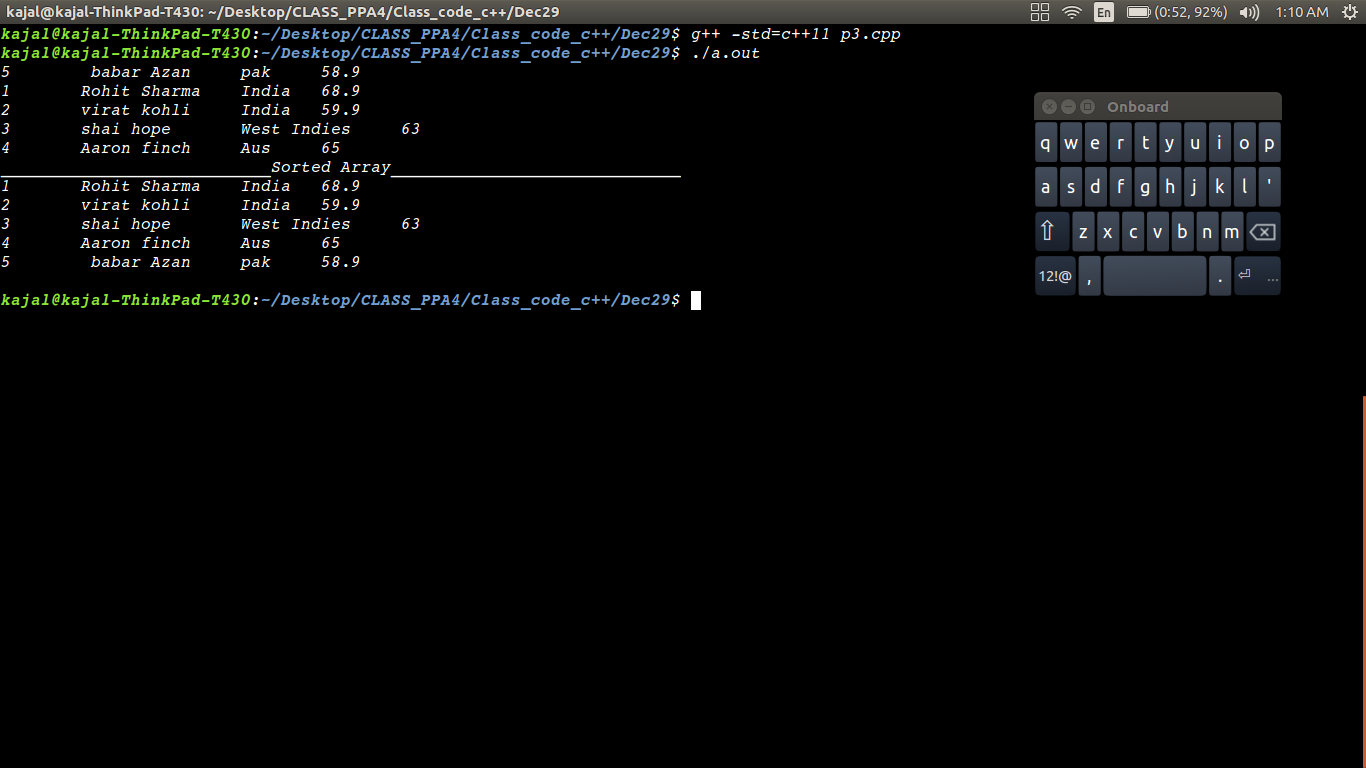 kajal@kajal-ThinkPad-T430: ~/Desktop/CLASS_PPA4/Class_code_c++/Dec29 En (0:52, 92%) 1:10 AM
kajal@kajal-ThinkPad-T430:~/Desktop/CLASS_PPA4/Class_code_c++/Dec29$ g++ -std=c++11 p3.cpp
kajal@kajal-ThinkPad-T430:~/Desktop/CLASS_PPA4/Class_code_c++/Dec29$ ./a.out
5        babar Azan     pak     58.9
1       Rohit Sharma    India   68.9
2       virat kohli     India   59.9
3       shai hope       West Indies     63
4       Aaron finch     Aus     65
___________________________Sorted Array_____________________________
1       Rohit Sharma    India   68.9
2       virat kohli     India   59.9
3       shai hope       West Indies     63
4       Aaron finch     Aus     65
5        babar Azan     pak     58.9
kajal@kajal-ThinkPad-T430:~/Desktop/CLASS_PPA4/Class_code_c++/Dec29$
Onboard
q w e r t y u i o p
a s d f g h j k l '
⇧ z x c v b n m ⌫
12!@ , . ⏎ ...